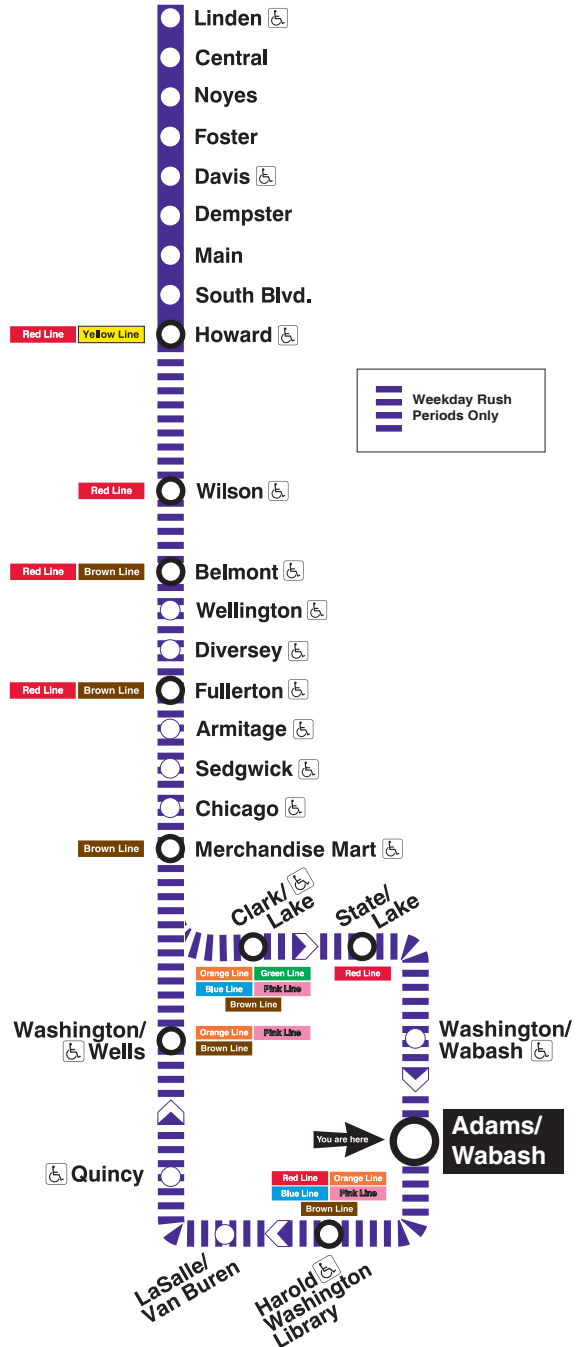 Linden
Central
Noyes
Foster
Davis
Dempster
Main
South Blvd.
Red Line Yellow Line Howard
Weekday Rush
Periods Only
Red Line Wilson
Red Line Brown Line Belmont
Wellington
Diversey
Red Line Brown Line Fullerton
Armitage
Sedgwick
Chicago
Brown Line Merchandise Mart
Clark/
Lake
State/
Lake
Orange Line Green Line
Blue Line Pink Line
Brown Line
Red Line
Washington/
Wells
Orange Line Pink Line
Brown Line
Washington/
Wabash
You are here
Adams/
Wabash
Quincy
Red Line Orange Line
Blue Line Pink Line
Brown Line
LaSalle/
Van Buren
Harold
Washington
Library